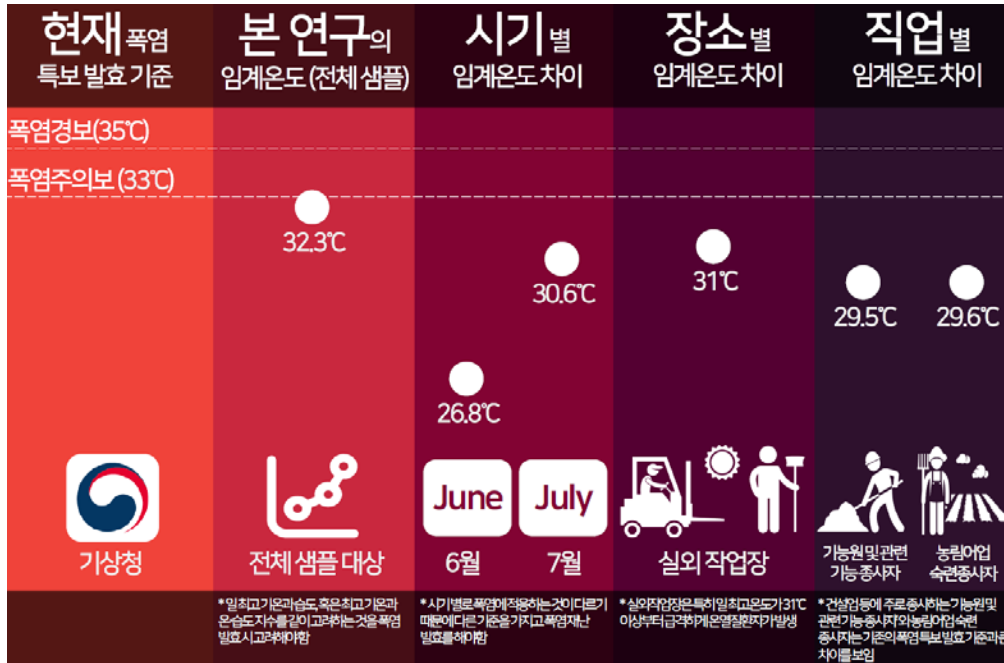 현재 폭염
특보 발효 기준
본 연구의
임계온도 (전체 샘플)
시기 별
임계온도 차이
장소 별
임계온도 차이
직업 별
임계온도 차이
폭염경보(35℃)
폭염주의보 (33℃)
32.3℃
26.8℃
30.6℃
31℃
29.5℃
29.6℃
기상청
전체 샘플 대상
June
6월
July
7월
실외 작업장
기능원 및 관련
기능 종사자
농림어업
숙련종사자
* 일 최고 기온과 습도, 혹은 최고 기온과
온·습도 지수를 같이 고려하는 것을 폭염
발효 시 고려해야함
* 시기 별로 폭염에 적응하는 것이 다르기
때문에 다른 기준을 가지고 폭염 재난
발효를 해야함
* 실외작업장은 특히 일 최고온도가 31℃
이상부터 급격하게 온열질환자가 발생
* 건설업 등에 주로 종사하는 '기능원 및
관련 기능 종사자'와 농림어업 숙련
종사자는 기존의 폭염 특보 발효 기준과 큰
차이를 보임